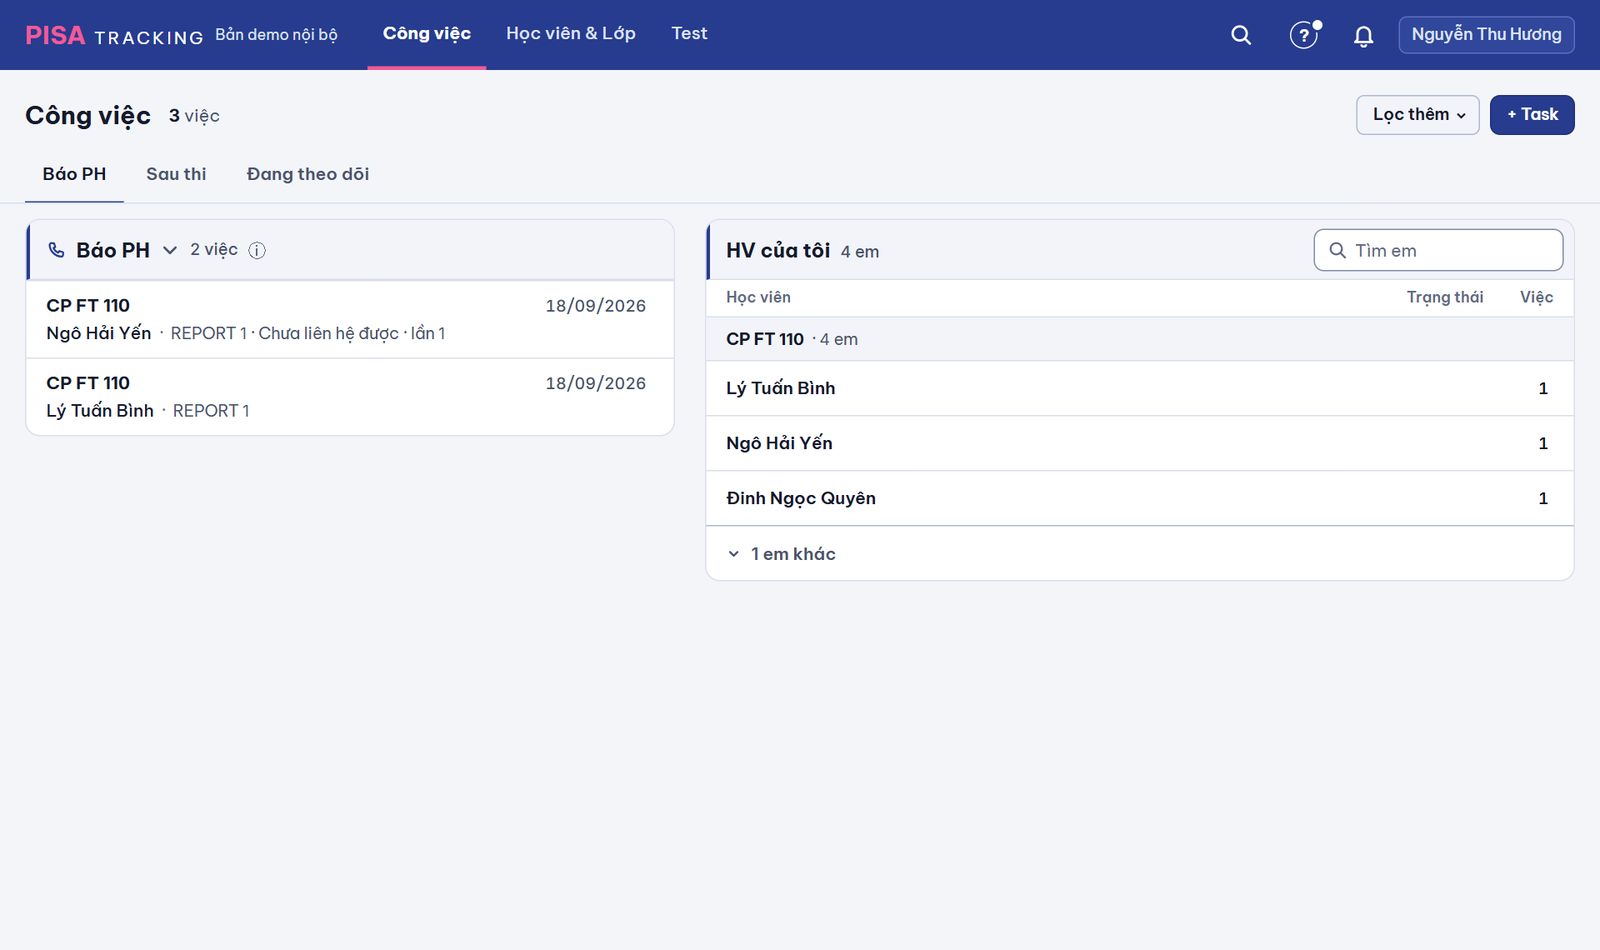 PISA TRACKING Bản demo nội bộ Công việc Học viên & Lớp Test ? Nguyễn Thu Hương
Công việc 3 việc Lọc thêm + Task
Báo PH Sau thi Đang theo dõi
Báo PH 2 việc i
CP FT 110 18/09/2026
Ngô Hải Yến · REPORT 1 · Chưa liên hệ được · lần 1
CP FT 110 18/09/2026
Lý Tuấn Bình · REPORT 1
HV của tôi 4 em Tìm em
Học viên Trạng thái Việc
CP FT 110 · 4 em
Lý Tuấn Bình 1
Ngô Hải Yến 1
Đinh Ngọc Quyên 1
1 em khác